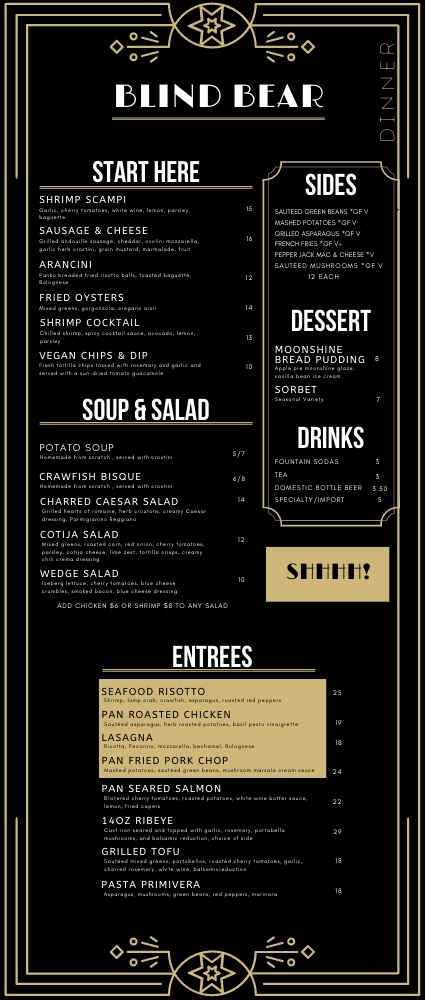 DINNER
BLIND BEAR
START HERE
SHRIMP SCAMPI
Garlic, cherry tomatoes, white wine, lemon, parsley, 15
baguette
SAUSAGE & CHEESE
Grilled andouille sausage, cheddar, ovolini mozzarella, 16
garlic herb crostini, grain mustard, marmalade, fruit
ARANCINI
Panko breaded fried risotto balls, toasted baguette, 12
Bolognese
FRIED OYSTERS
Mixed greens, gorgonzola, oregano aioli 14
SHRIMP COCKTAIL
Chilled shrimp, spicy cocktail sauce, avocado, lemon, 13
parsley
VEGAN CHIPS & DIP
Fresh tortilla chips tossed with rosemary and garlic and 10
served with a sun-dried tomato guacamole
SOUP & SALAD
POTATO SOUP
Homemade from scratch , served with crostini 5/7
CRAWFISH BISQUE 6/8
Homemade from scratch, served with crostini
CHARRED CAESAR SALAD 14
Grilled hearts of romaine, herb croutons, creamy Caesar
dressing, Parmigianino Reggiano
COTIJA SALAD
Mixed greens, roasted corn, red onion, cherry tomatoes, 12
parsley, cotija cheese, lime zest, tortilla crisps, creamy
chili crema dressing
WEDGE SALAD
Iceberg lettuce, cherry tomatoes, blue cheese 10
crumbles, smoked bacon, blue cheese dressing
ADD CHICKEN $6 OR SHRIMP $8 TO ANY SALAD
SIDES
SAUTEED GREEN BEANS *GF V
MASHED POTATOES *GF V
GRILLED ASPARAGUS *GF V
FRENCH FRIES *GF V+
PEPPER JACK MAC & CHEESE *V
SAUTEED MUSHROOMS *GF V
12 EACH
DESSERT
MOONSHINE
BREAD PUDDING 8
Apple pie moonshine glaze,
vanilla bean ice cream
SORBET
Seasonal Variety 7
DRINKS
FOUNTAIN SODAS 3
TEA 3
DOMESTIC BOTTLE BEER 3.50
SPECIALTY/IMPORT 5
SHHHH!
ENTREES
SEAFOOD RISOTTO 25
Shrimp, lump crab, crawfish, asparagus, roasted red peppers
PAN ROASTED CHICKEN
Sautéed asparagus, herb roasted potatoes, basil pesto vinaigrette 19
LASAGNA 18
Ricotta, Pecorino, mozzarella, bechamel, Bolognese
PAN FRIED PORK CHOP
Mashed potatoes, sautéed green beans, mushroom marsala cream sauce 24
PAN SEARED SALMON
Blistered cherry tomatoes, roasted potatoes, white wine butter sauce, 22
lemon, fried capers
14OZ RIBEYE
Cast iron seared and topped with garlic, rosemary, portabella 29
mushrooms, and balsamic reduction, choice of side
GRILLED TOFU
Sautéed mixed greens, portobellos, roasted cherry tomatoes, garlic, 18
charred rosemary, white wine, balsamicreduction
PASTA PRIMIVERA
Asparagus, mushrooms, green beans, red peppers, marinara 18